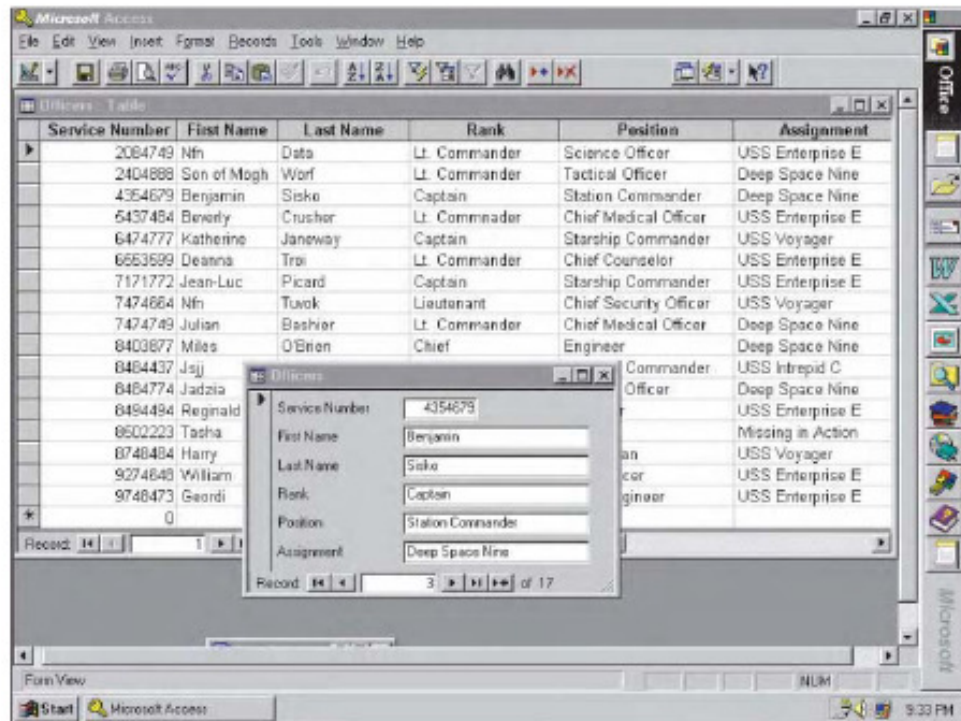 Microsoft Access
File Edit View Insert Format Records Tools Window Help
Office
Officers : Table
Service Number First Name Last Name Rank Position Assignment
2084749 Nfn Data Lt. Commander Science Officer USS Enterprise E
2404888 Son of Mogh Worf Lt. Commander Tactical Officer Deep Space Nine
4354679 Benjamin Sisko Captain Station Commander Deep Space Nine
5437484 Beverly Crusher Lt. Commnader Chief Medical Officer USS Enterprise E
6474777 Katherine Janeway Captain Starship Commander USS Voyager
6553599 Deanna Troi Lt. Commander Chief Counselor USS Enterprise E
7171772 Jean-Luc Picard Captain Starship Commander USS Enterprise E
7474664 Nfn Tuvok Lieutenant Chief Security Officer USS Voyager
7474749 Julian Bashier Lt. Commander Chief Medical Officer Deep Space Nine
8403877 Miles O'Brien Chief Engineer Deep Space Nine
8484437 Jsjj Commander USS Intrepid C
8484774 Jadzia Officer Deep Space Nine
8494494 Reginald r USS Enterprise E
8502223 Tasha Missing in Action
8748484 Harry an USS Voyager
9274648 William cer USS Enterprise E
9748473 Geordi gineer USS Enterprise E
0
Record: 1
Officers
Service Number 4354679
First Name Benjamin
Last Name Sisko
Rank Captain
Position Station Commander
Assignment Deep Space Nine
Record: 3 of 17
Microsoft
Form View NUM
Start Microsoft Access 9:33 PM